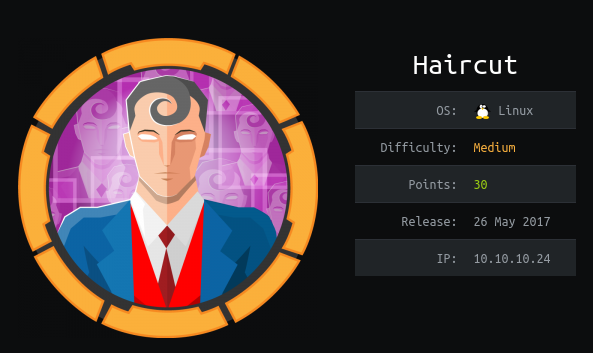 Haircut
OS: Linux
Difficulty: Medium
Points: 30
Release: 26 May 2017
IP: 10.10.10.24